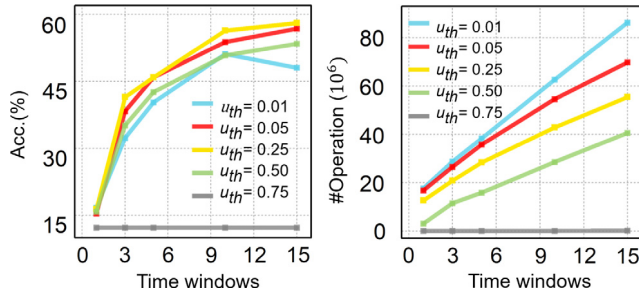 60
45
30
15
Acc.(%)
u_th= 0.01
u_th= 0.05
u_th= 0.25
u_th= 0.50
u_th= 0.75
0 3 6 9 12 15
Time windows
80
60
40
20
0
#Operation (10⁶)
u_th= 0.01
u_th= 0.05
u_th= 0.25
u_th= 0.50
u_th= 0.75
0 3 6 9 12 15
Time windows